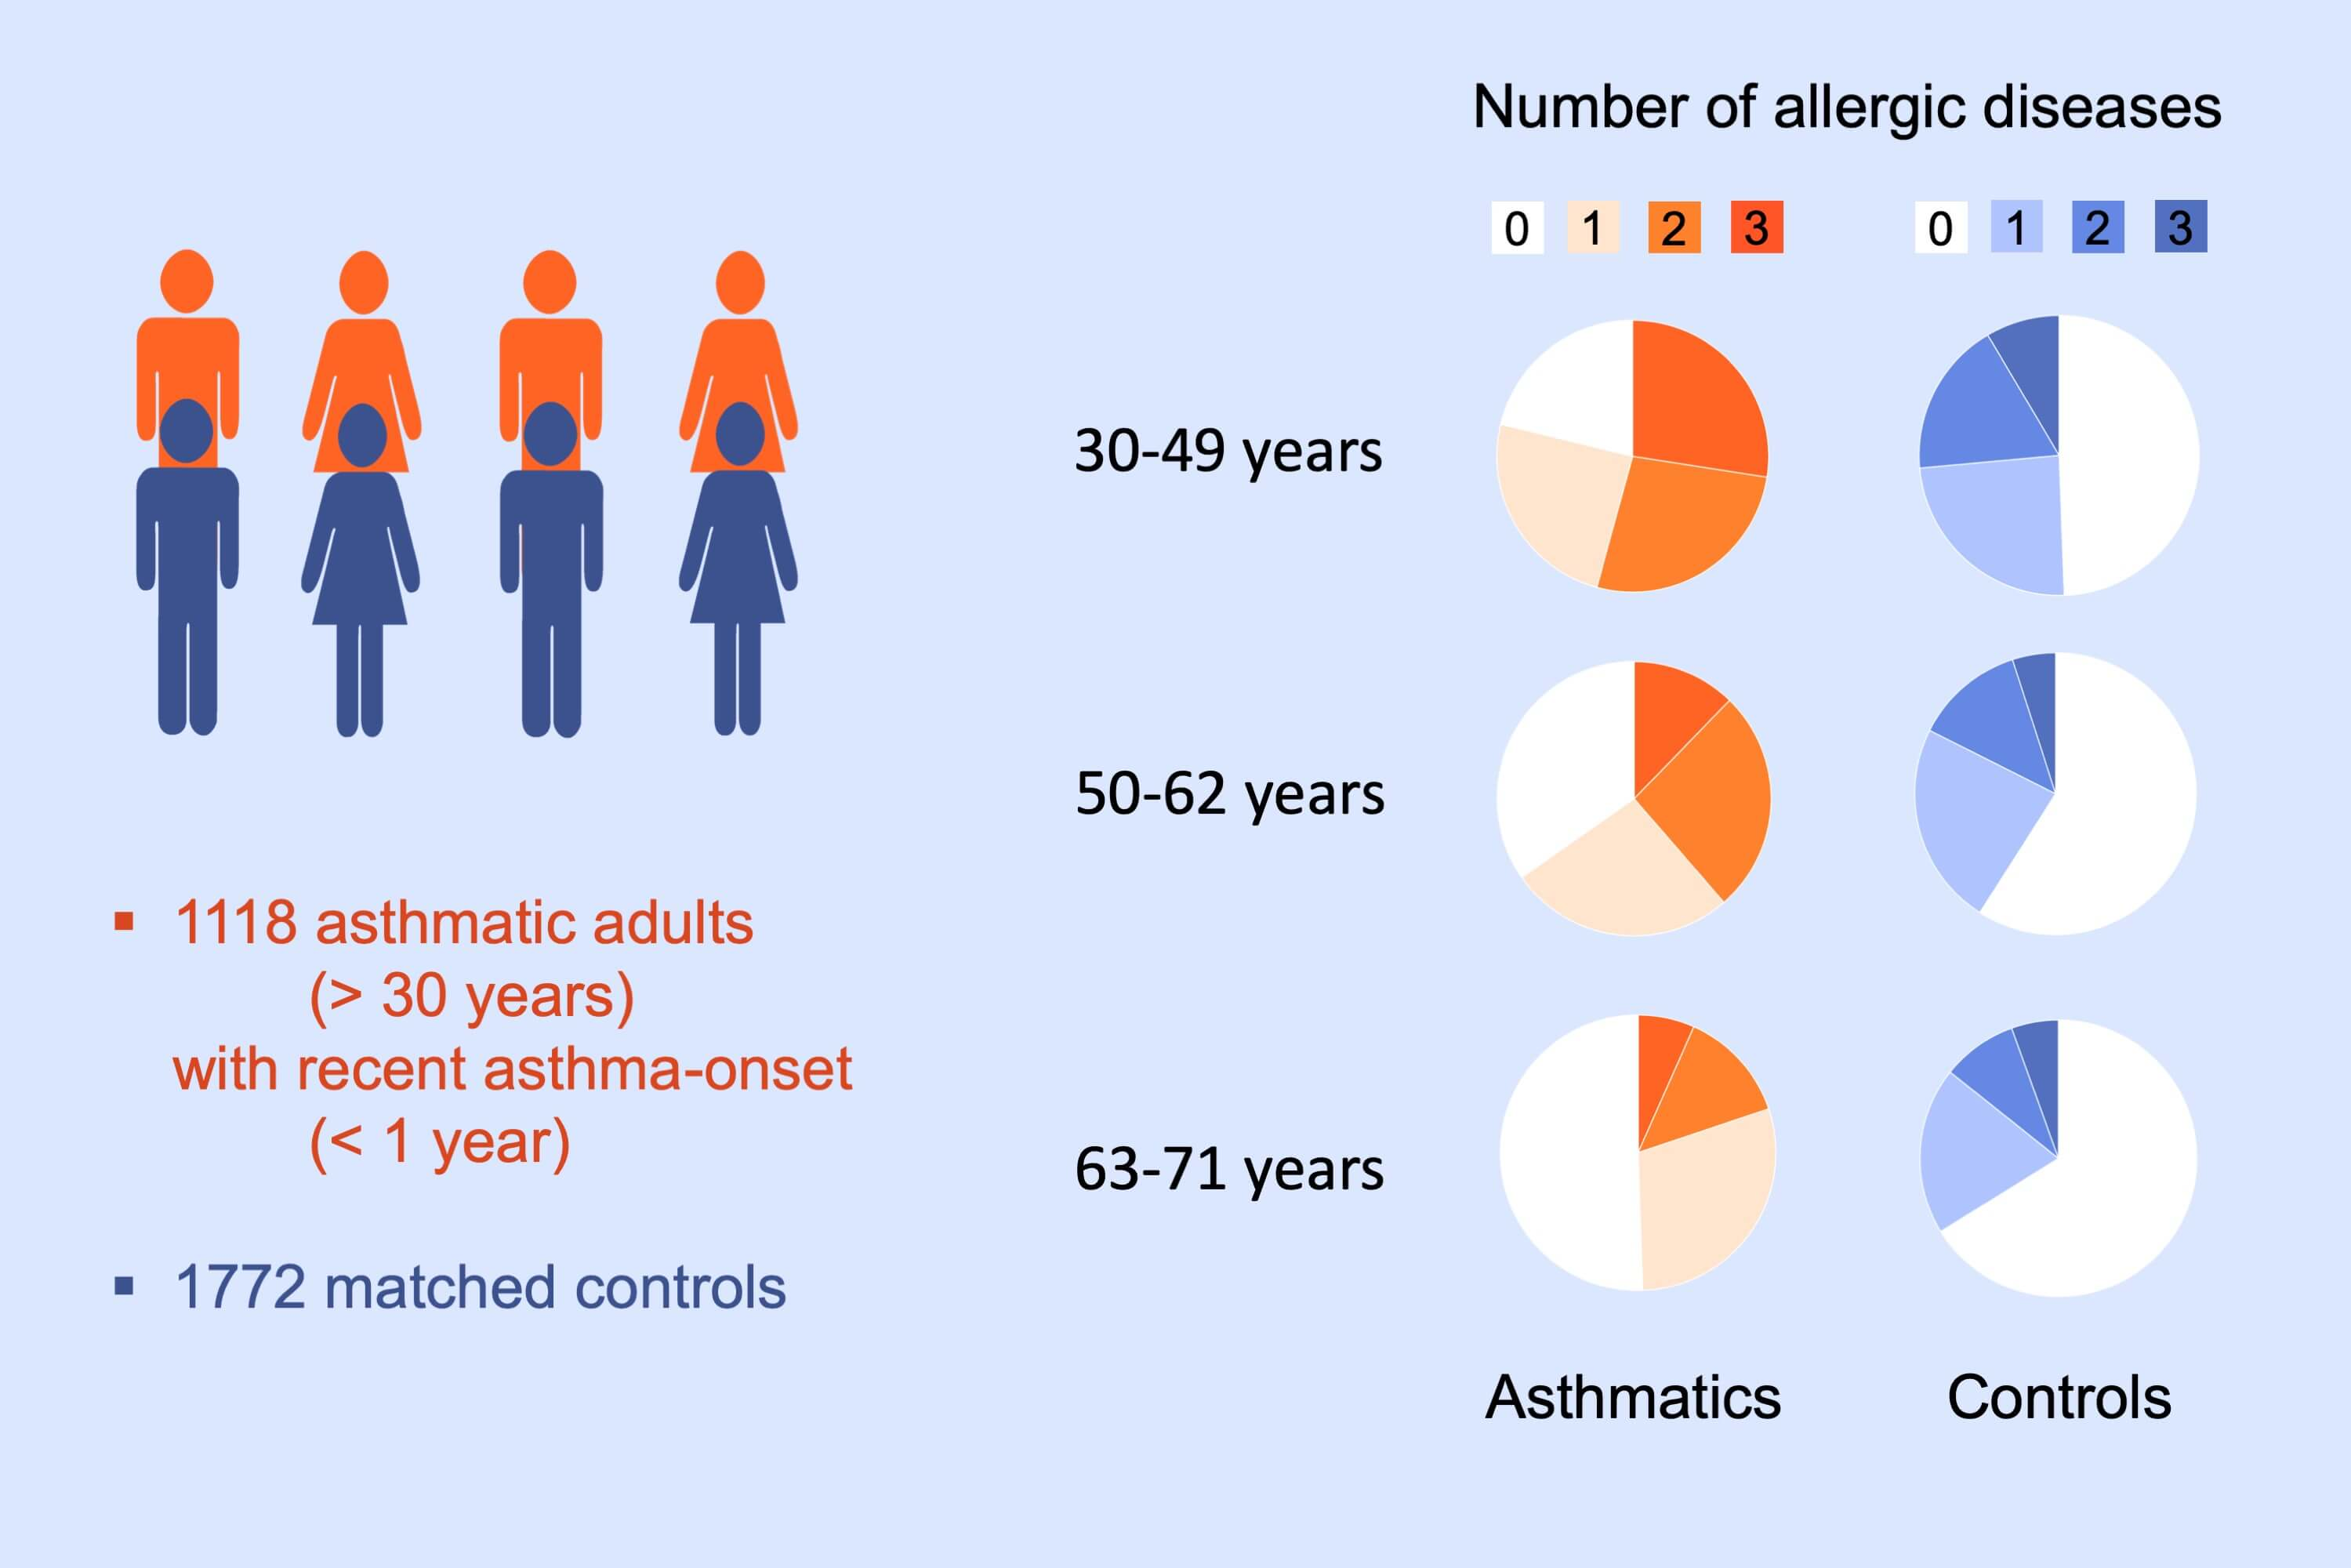 Number of allergic diseases
0 1 2 3 0 1 2 3
30-49 years
50-62 years
63-71 years
Asthmatics Controls
▪ 1118 asthmatic adults
(> 30 years)
with recent asthma-onset
(< 1 year)
▪ 1772 matched controls